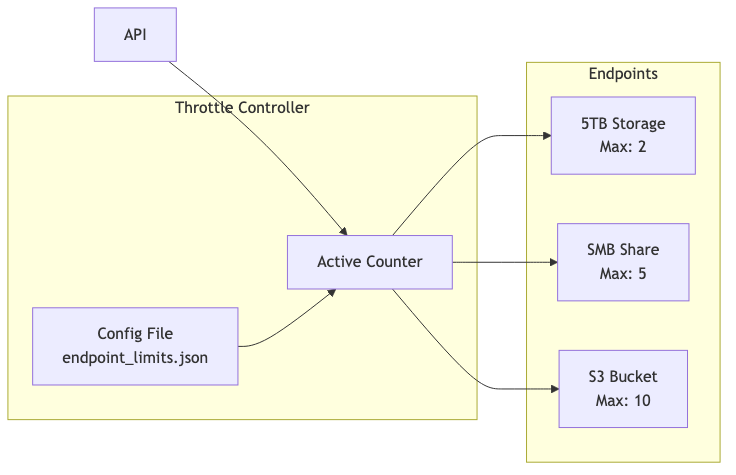 API
Throttle Controller
Active Counter
Config File
endpoint_limits.json
Endpoints
5TB Storage
Max: 2
SMB Share
Max: 5
S3 Bucket
Max: 10